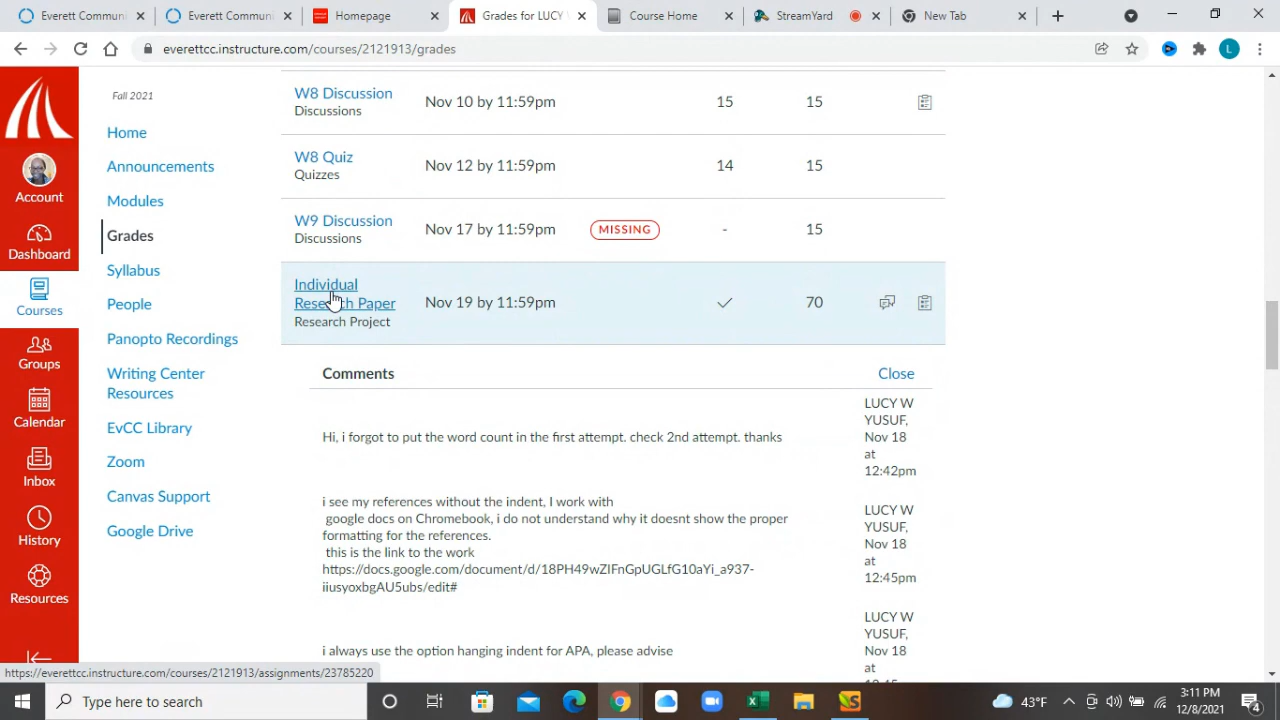 Everett Communi
Everett Communi
Homepage
Grades for LUCY
Course Home
StreamYard
New Tab
everettcc.instructure.com/courses/2121913/grades
L
Account
Dashboard
Courses
Groups
Calendar
Inbox
History
Resources
Fall 2021
Home
Announcements
Modules
Grades
Syllabus
People
Panopto Recordings
Writing Center
Resources
EvCC Library
Zoom
Canvas Support
Google Drive
W8 Discussion Nov 10 by 11:59pm 15 15
Discussions
W8 Quiz Nov 12 by 11:59pm 14 15
Quizzes
W9 Discussion Nov 17 by 11:59pm MISSING - 15
Discussions
Individual
Research Paper Nov 19 by 11:59pm 70
Research Project
Comments Close
Hi, i forgot to put the word count in the first attempt. check 2nd attempt. thanks
LUCY W
YUSUF,
Nov 18
at
12:42pm
i see my references without the indent, I work with
google docs on Chromebook, i do not understand why it doesnt show the proper
formatting for the references.
this is the link to the work
https://docs.google.com/document/d/18PH49wZIFnGpUGLfG10aYi_a937-
iiusyoxbgAU5ubs/edit#
LUCY W
YUSUF,
Nov 18
at
12:45pm
i always use the option hanging indent for APA, please advise
LUCY W
YUSUF,
Nov 18
at
https://everettcc.instructure.com/courses/2121913/assignments/23785220
Type here to search
43°F
3:11 PM
12/8/2021
4